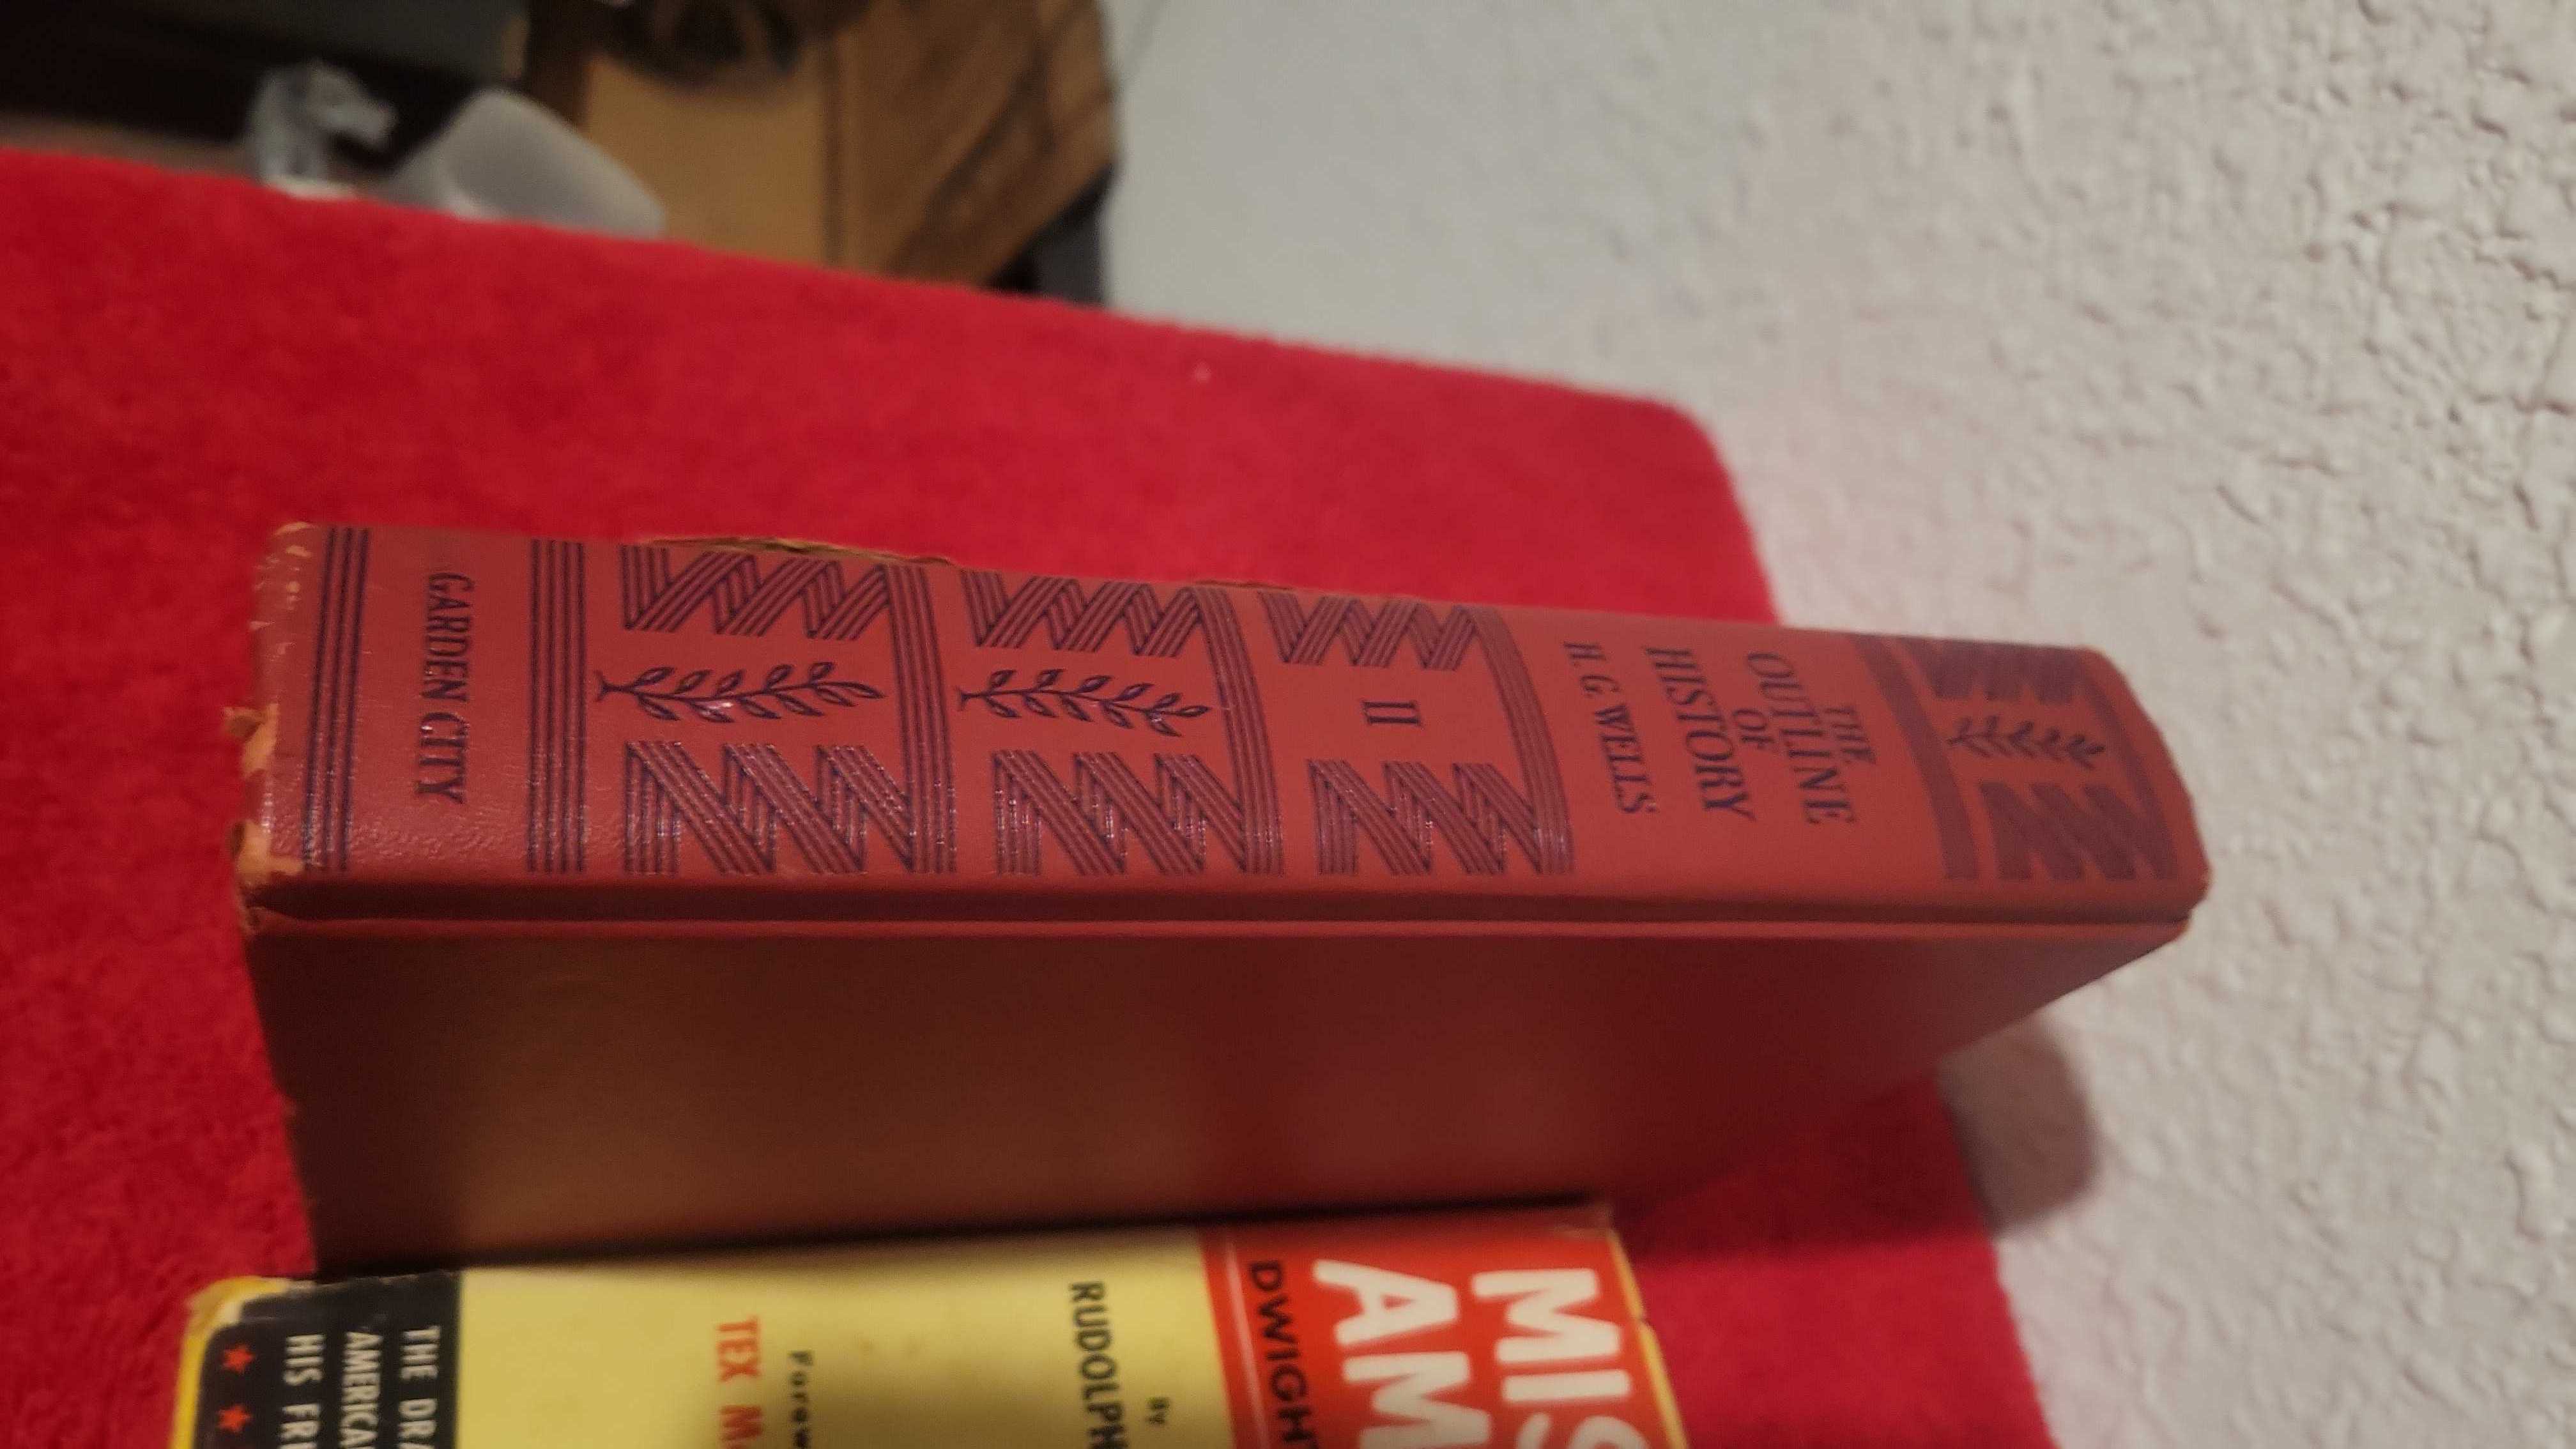 THE
OUTLINE
OF
HISTORY
H. G. WELLS
II
GARDEN CITY
MIS
AM
DWIGHT
By
RUDOLPH
Forew
TEX M
THE DRA
AMERICA
HIS FRI